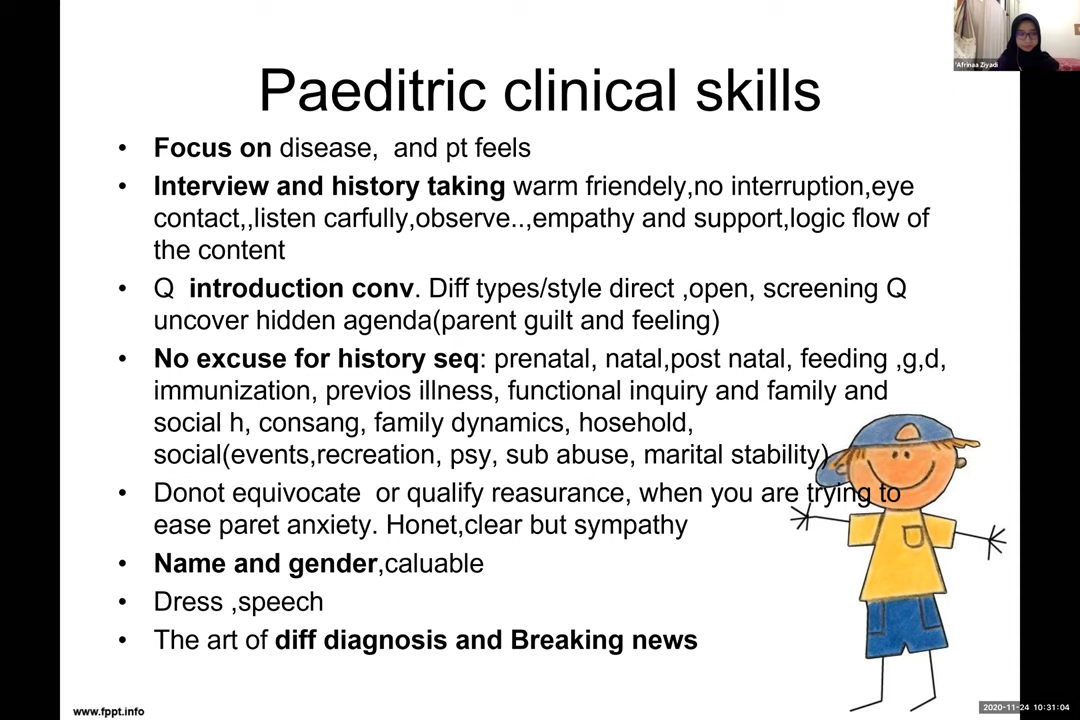 'Afrinaa Ziyadi
Paeditric clinical skills
• Focus on disease, and pt feels
• Interview and history taking warm friendely,no interruption,eye
contact,,listen carfully,observe..,empathy and support,logic flow of
the content
• Q introduction conv. Diff types/style direct ,open, screening Q
uncover hidden agenda(parent guilt and feeling)
• No excuse for history seq: prenatal, natal,post natal, feeding ,g,d,
immunization, previos illness, functional inquiry and family and
social h, consang, family dynamics, hosehold,
social(events,recreation, psy, sub abuse, marital stability)
• Donot equivocate or qualify reasurance, when you are trying to
ease paret anxiety. Honet,clear but sympathy
• Name and gender,caluable
• Dress ,speech
• The art of diff diagnosis and Breaking news
www.fppt.info
2020-11-24 10:31:04